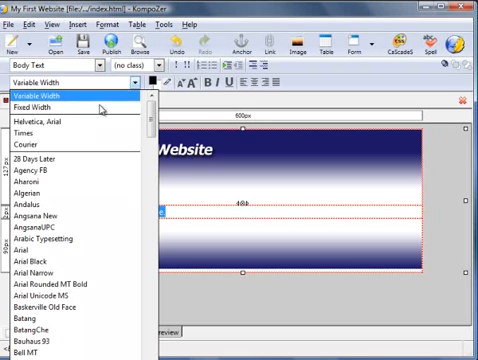 My First Website [file:/.../index.html] - KompoZer
File Edit View Insert Format Table Tools Help
New Open Save Publish Browse Undo Redo Anchor Link Image Table Form CaScadeS Spell
Body Text (no class)
Variable Width
Variable Width
Fixed Width
Helvetica, Arial
Times
Courier
28 Days Later
Agency FB
Aharoni
Algerian
Andalus
Angsana New
AngsanaUPC
Arabic Typesetting
Arial
Arial Black
Arial Narrow
Arial Rounded MT Bold
Arial Unicode MS
Baskerville Old Face
Batang
BatangChe
Bauhaus 93
Bell MT
600px
Website
127p
90px
review